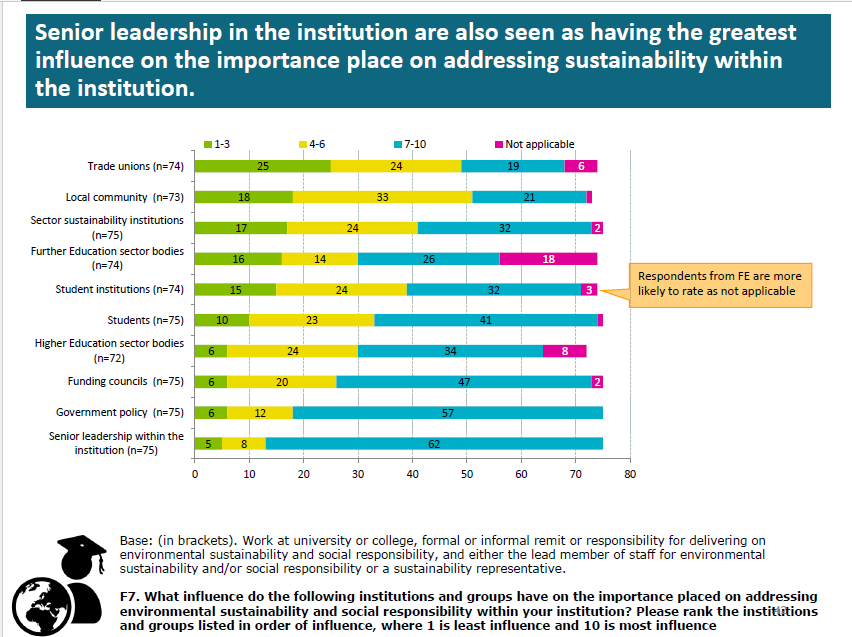 Senior leadership in the institution are also seen as having the greatest
influence on the importance place on addressing sustainability within
the institution.
1-3 4-6 7-10 Not applicable
Trade unions (n=74) 25 24 19 6
Local community (n=73) 18 33 21
Sector sustainability institutions
(n=75) 17 24 32 2
Further Education sector bodies
(n=74) 16 14 26 18
Respondents from FE are more
likely to rate as not applicable
Student institutions (n=74) 15 24 32 3
Students (n=75) 10 23 41
Higher Education sector bodies
(n=72) 6 24 34 8
Funding councils (n=75) 6 20 47 2
Government policy (n=75) 6 12 57
Senior leadership within the
institution (n=75) 5 8 62
0 10 20 30 40 50 60 70 80
Base: (in brackets). Work at university or college, formal or informal remit or responsibility for delivering on
environmental sustainability and social responsibility, and either the lead member of staff for environmental
sustainability and/or social responsibility or a sustainability representative.
F7. What influence do the following institutions and groups have on the importance placed on addressing
environmental sustainability and social responsibility within your institution? Please rank the institutions
and groups listed in order of influence, where 1 is least influence and 10 is most influence